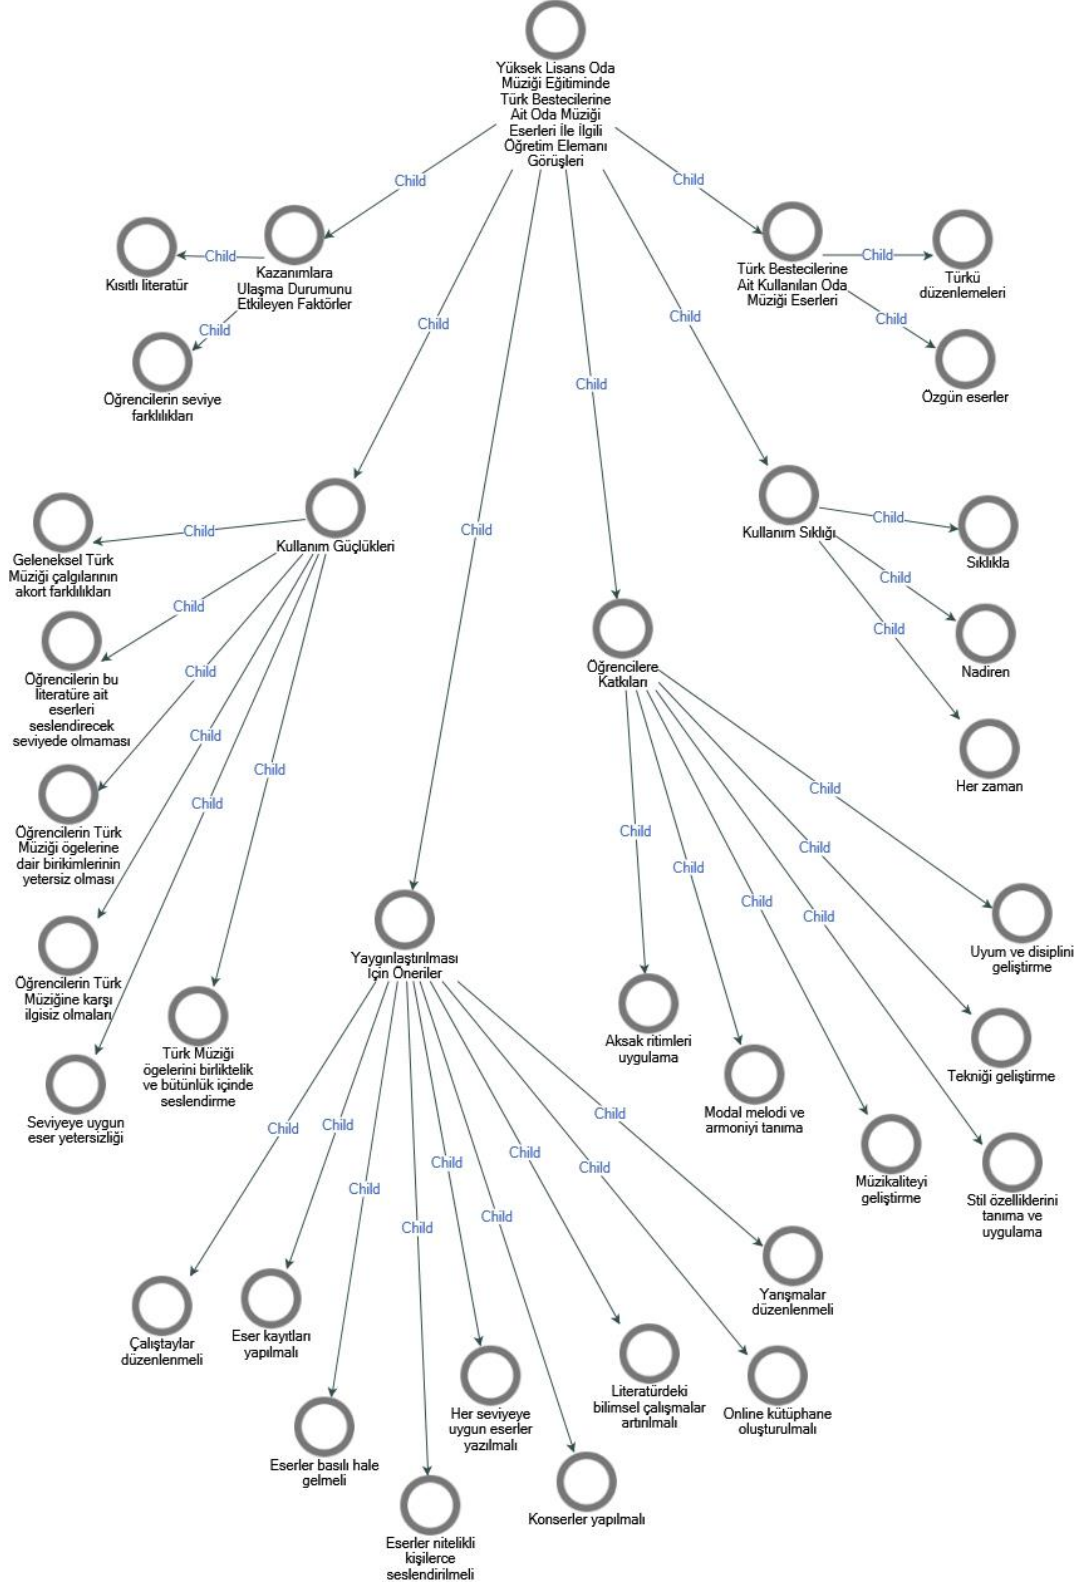 Yüksek Lisans Oda
Müziği Eğitiminde
Türk Bestecilerine
Ait Oda Müziği
Eserleri İle İlgili
Öğretim Elemanı
Görüşleri
Child
Child
Kısıtlı literatür
Child
Kazanımlara
Ulaşma Durumunu
Etkileyen Faktörler
Child
Öğrencilerin seviye
farklılıkları
Türk Bestecilerine
Ait Kullanılan Oda
Müziği Eserleri
Child
Türkü
düzenlemeleri
Child
Özgün eserler
Child
Child
Child
Child
Kullanım Güçlükleri
Child
Geleneksel Türk
Müziği çalgılarının
akort farklılıkları
Child
Öğrencilerin bu
literatüre ait
eserleri
seslendirecek
seviyede olmaması
Child
Öğrencilerin Türk
Müziği ögelerine
dair birikimlerinin
yetersiz olması
Child
Öğrencilerin Türk
Müziğine karşı
ilgisiz olmaları
Child
Seviyeye uygun
eser yetersizliği
Child
Türk Müziği
ögelerini birliktelik
ve bütünlük içinde
seslendirme
Kullanım Sıklığı
Child
Sıklıkla
Child
Nadiren
Child
Her zaman
Öğrencilere
Katkıları
Child
Aksak ritimleri
uygulama
Child
Modal melodi ve
armoniyi tanıma
Child
Müzikaliteyi
geliştirme
Child
Stil özelliklerini
tanıma ve
uygulama
Child
Tekniği geliştirme
Child
Uyum ve disiplini
geliştirme
Yaygınlaştırılması
İçin Öneriler
Child
Çalıştaylar
düzenlenmeli
Child
Eser kayıtları
yapılmalı
Child
Eserler basılı hale
gelmeli
Child
Eserler nitelikli
kişilerce
seslendirilmeli
Child
Her seviyeye
uygun eserler
yazılmalı
Child
Konserler yapılmalı
Child
Literatürdeki
bilimsel çalışmalar
artırılmalı
Child
Online kütüphane
oluşturulmalı
Child
Yarışmalar
düzenlenmeli